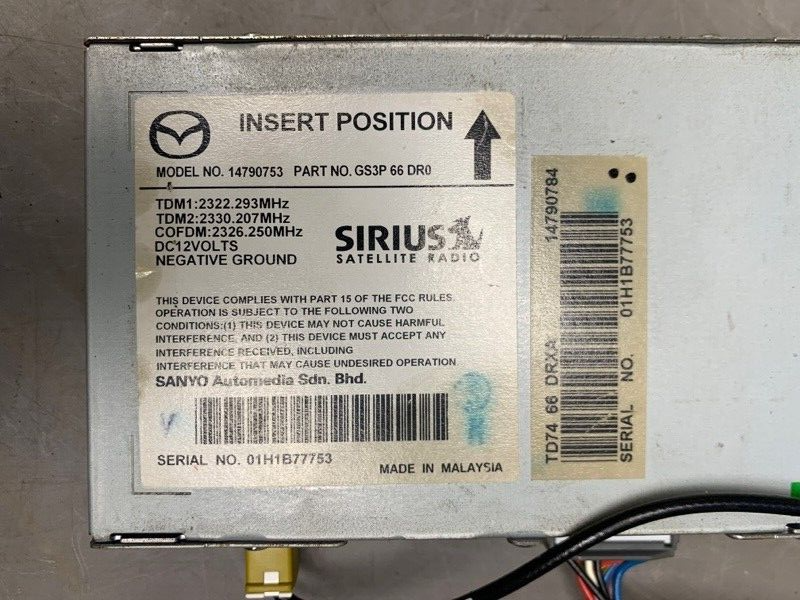 INSERT POSITION
MODEL NO. 14790753 PART NO. GS3P 66 DR0
TDM1:2322.293MHz
TDM2:2330.207MHz
COFDM:2326.250MHz
DC12VOLTS
NEGATIVE GROUND
SIRIUS
SATELLITE RADIO
THIS DEVICE COMPLIES WITH PART 15 OF THE FCC RULES.
OPERATION IS SUBJECT TO THE FOLLOWING TWO
CONDITIONS:(1) THIS DEVICE MAY NOT CAUSE HARMFUL
INTERFERENCE, AND (2) THIS DEVICE MUST ACCEPT ANY
INTERFERENCE RECEIVED, INCLUDING
INTERFERENCE THAT MAY CAUSE UNDESIRED OPERATION.
SANYO Automedia Sdn. Bhd.
V
SERIAL NO. 01H1B77753
MADE IN MALAYSIA
TD74 66 DRXA 14790784
SERIAL NO. 01H1B77753